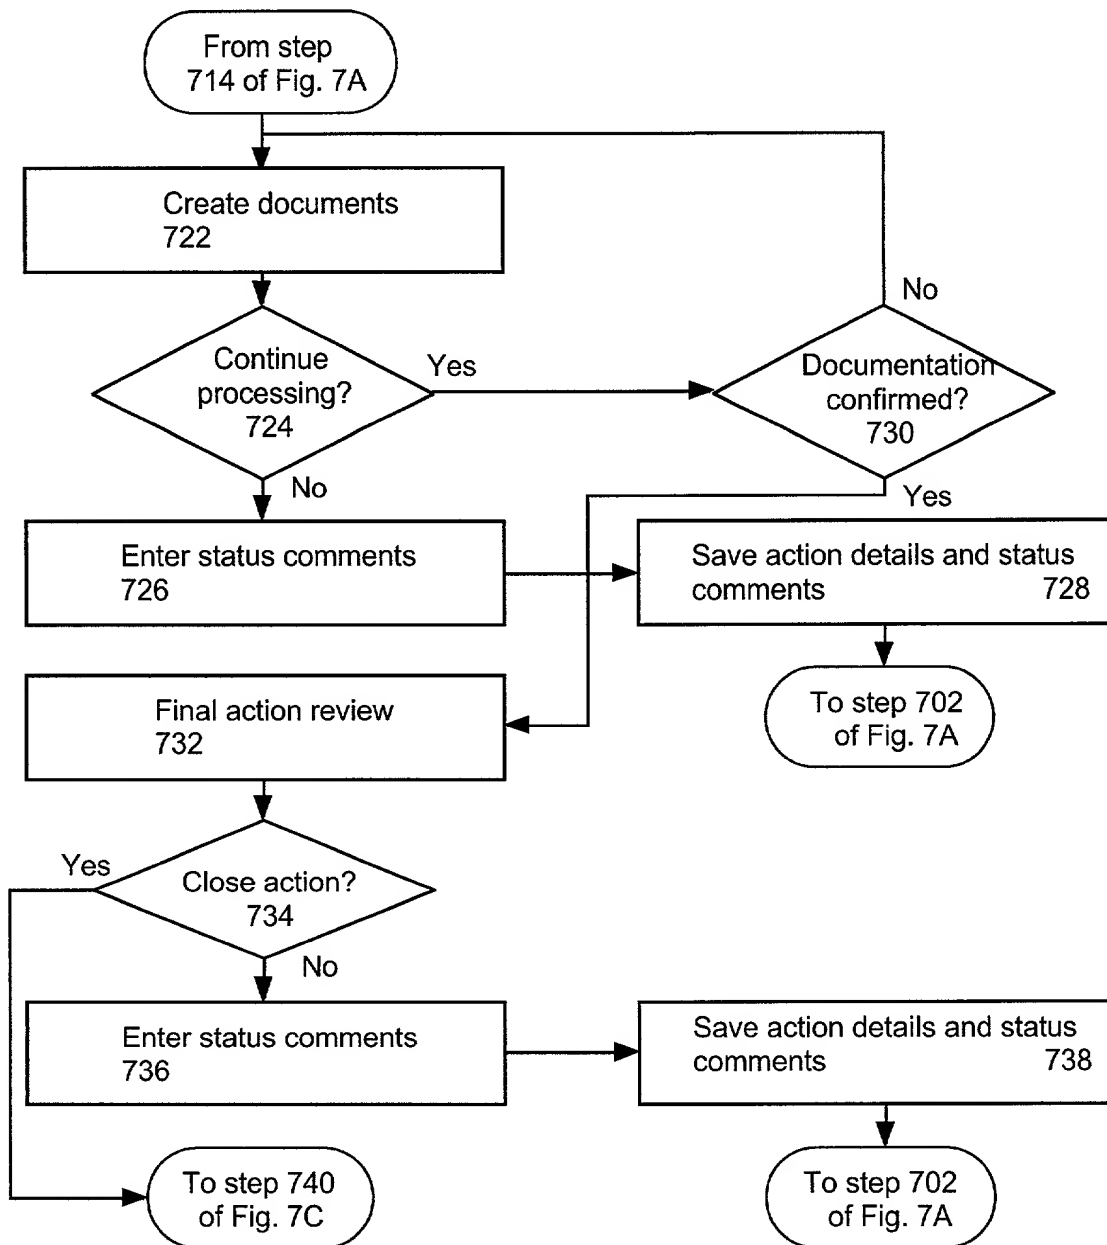 From step
714 of Fig. 7A
Create documents
722
No
Continue
processing?
724
Yes
Documentation
confirmed?
730
No
Yes
Enter status comments
726
Save action details and status
comments 728
Final action review
732
To step 702
of Fig. 7A
Yes
Close action?
734
No
Enter status comments
736
Save action details and status
comments 738
To step 740
of Fig. 7C
To step 702
of Fig. 7A